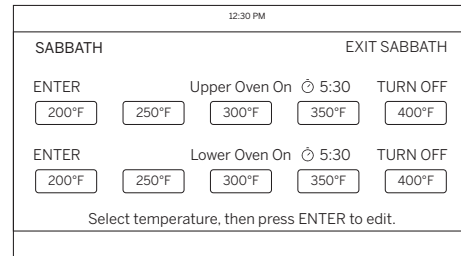 12:30 PM
SABBATH EXIT SABBATH
ENTER Upper Oven On 5:30 TURN OFF
200°F 250°F 300°F 350°F 400°F
ENTER Lower Oven On 5:30 TURN OFF
200°F 250°F 300°F 350°F 400°F
Select temperature, then press ENTER to edit.